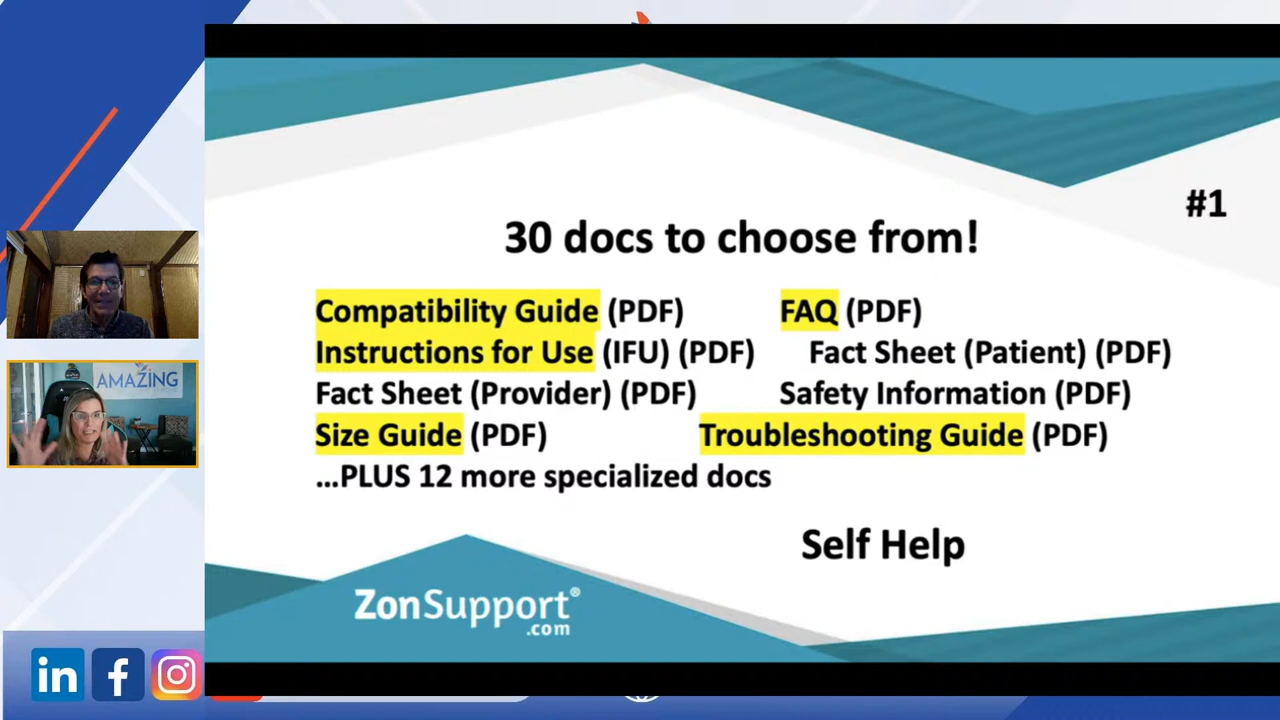 #1
30 docs to choose from!
Compatibility Guide (PDF) FAQ (PDF)
Instructions for Use (IFU) (PDF) Fact Sheet (Patient) (PDF)
Fact Sheet (Provider) (PDF) Safety Information (PDF)
Size Guide (PDF) Troubleshooting Guide (PDF)
...PLUS 12 more specialized docs
Self Help
ZonSupport®
.com
AMAZING
in
f